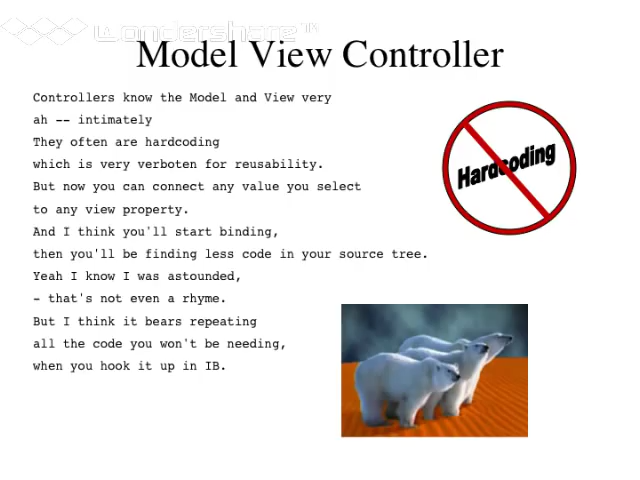 wondershare™
Model View Controller
Controllers know the Model and View very
ah -- intimately
They often are hardcoding
which is very verboten for reusability.
But now you can connect any value you select
to any view property.
And I think you'll start binding,
then you'll be finding less code in your source tree.
Yeah I know I was astounded,
- that's not even a rhyme.
But I think it bears repeating
all the code you won't be needing,
when you hook it up in IB.
Hardcoding